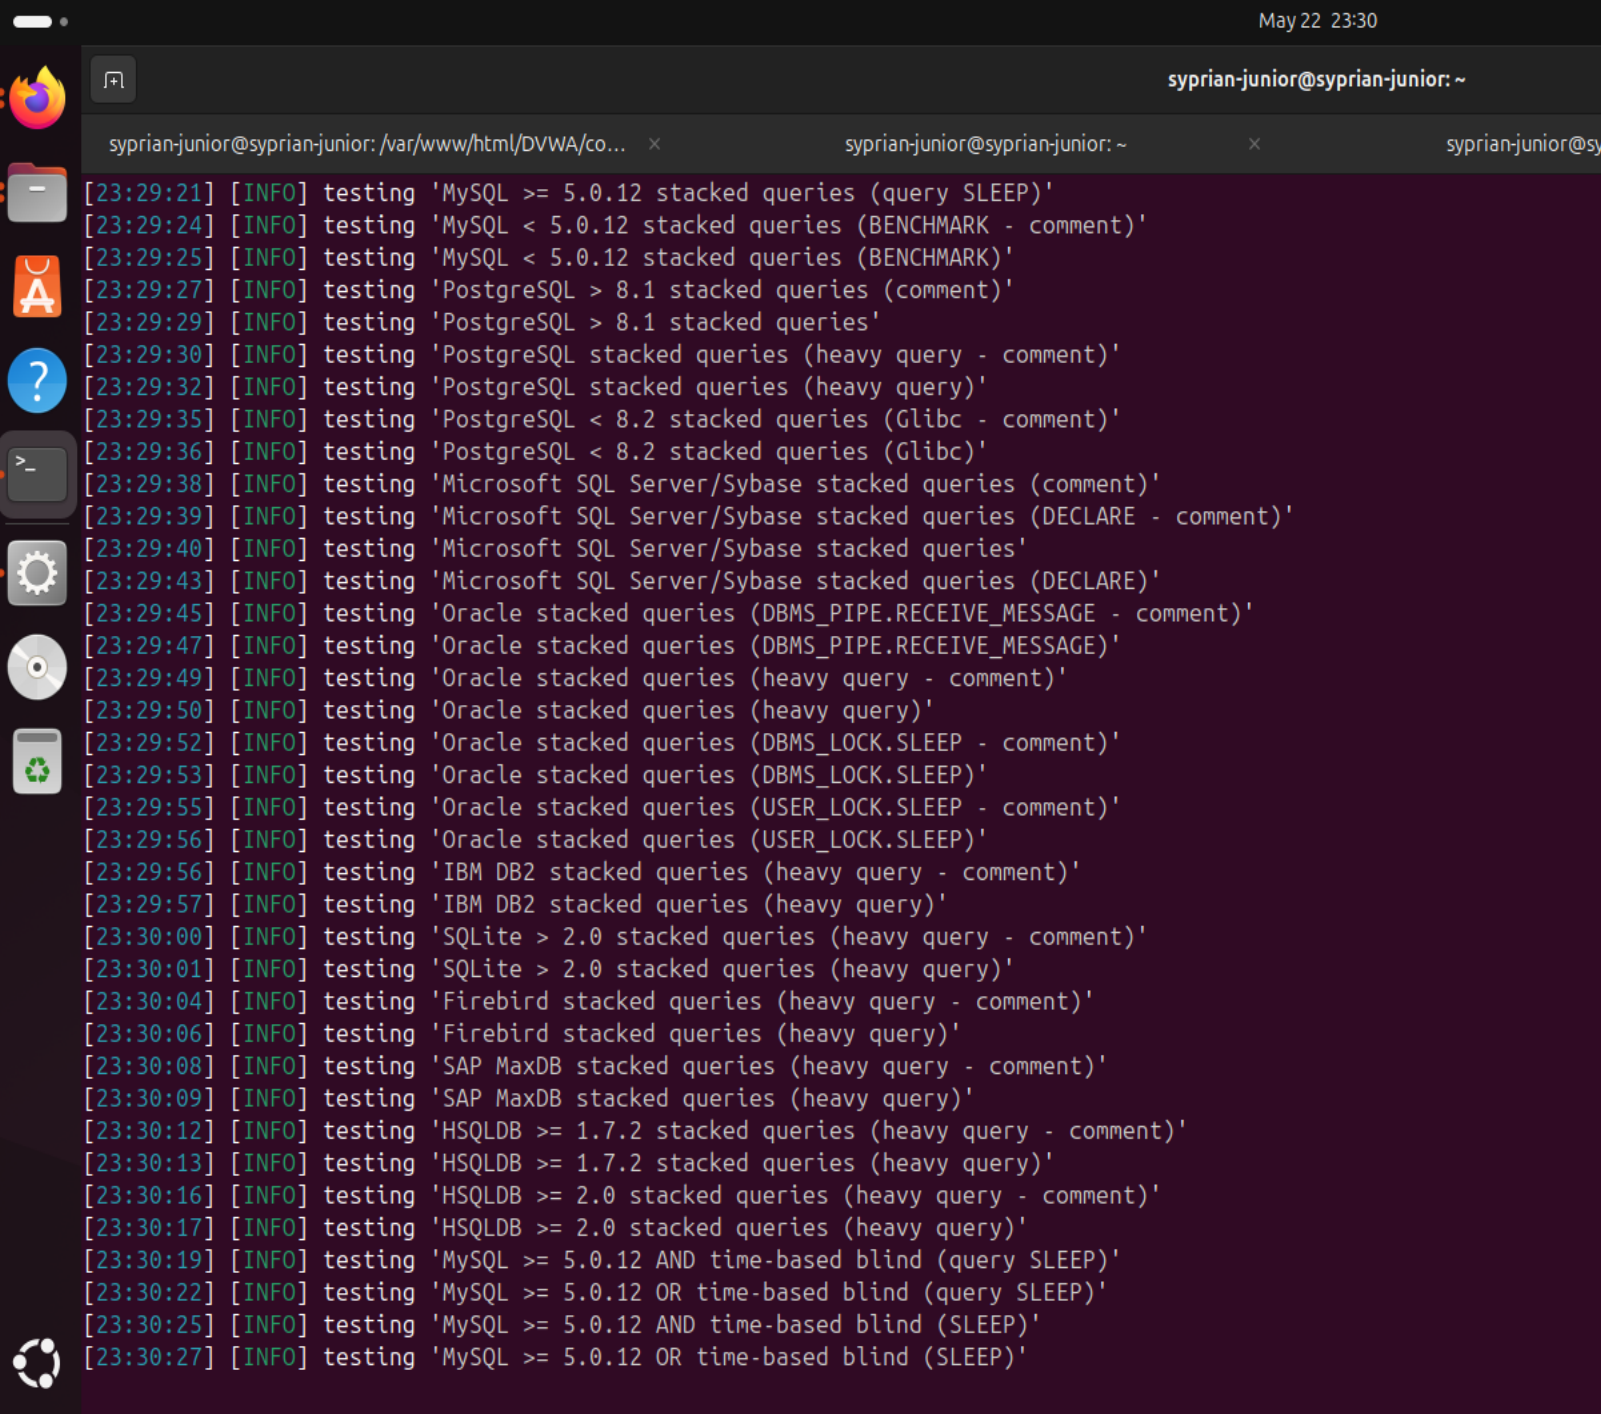 May 22 23:30
syprian-junior@syprian-junior: ~
syprian-junior@syprian-junior: /var/www/html/DVWA/co... × syprian-junior@syprian-junior: ~ × syprian-junior@sy
[23:29:21] [INFO] testing 'MySQL >= 5.0.12 stacked queries (query SLEEP)'
[23:29:24] [INFO] testing 'MySQL < 5.0.12 stacked queries (BENCHMARK - comment)'
[23:29:25] [INFO] testing 'MySQL < 5.0.12 stacked queries (BENCHMARK)'
[23:29:27] [INFO] testing 'PostgreSQL > 8.1 stacked queries (comment)'
[23:29:29] [INFO] testing 'PostgreSQL > 8.1 stacked queries'
[23:29:30] [INFO] testing 'PostgreSQL stacked queries (heavy query - comment)'
[23:29:32] [INFO] testing 'PostgreSQL stacked queries (heavy query)'
[23:29:35] [INFO] testing 'PostgreSQL < 8.2 stacked queries (Glibc - comment)'
[23:29:36] [INFO] testing 'PostgreSQL < 8.2 stacked queries (Glibc)'
[23:29:38] [INFO] testing 'Microsoft SQL Server/Sybase stacked queries (comment)'
[23:29:39] [INFO] testing 'Microsoft SQL Server/Sybase stacked queries (DECLARE - comment)'
[23:29:40] [INFO] testing 'Microsoft SQL Server/Sybase stacked queries'
[23:29:43] [INFO] testing 'Microsoft SQL Server/Sybase stacked queries (DECLARE)'
[23:29:45] [INFO] testing 'Oracle stacked queries (DBMS_PIPE.RECEIVE_MESSAGE - comment)'
[23:29:47] [INFO] testing 'Oracle stacked queries (DBMS_PIPE.RECEIVE_MESSAGE)'
[23:29:49] [INFO] testing 'Oracle stacked queries (heavy query - comment)'
[23:29:50] [INFO] testing 'Oracle stacked queries (heavy query)'
[23:29:52] [INFO] testing 'Oracle stacked queries (DBMS_LOCK.SLEEP - comment)'
[23:29:53] [INFO] testing 'Oracle stacked queries (DBMS_LOCK.SLEEP)'
[23:29:55] [INFO] testing 'Oracle stacked queries (USER_LOCK.SLEEP - comment)'
[23:29:56] [INFO] testing 'Oracle stacked queries (USER_LOCK.SLEEP)'
[23:29:56] [INFO] testing 'IBM DB2 stacked queries (heavy query - comment)'
[23:29:57] [INFO] testing 'IBM DB2 stacked queries (heavy query)'
[23:30:00] [INFO] testing 'SQLite > 2.0 stacked queries (heavy query - comment)'
[23:30:01] [INFO] testing 'SQLite > 2.0 stacked queries (heavy query)'
[23:30:04] [INFO] testing 'Firebird stacked queries (heavy query - comment)'
[23:30:06] [INFO] testing 'Firebird stacked queries (heavy query)'
[23:30:08] [INFO] testing 'SAP MaxDB stacked queries (heavy query - comment)'
[23:30:09] [INFO] testing 'SAP MaxDB stacked queries (heavy query)'
[23:30:12] [INFO] testing 'HSQLDB >= 1.7.2 stacked queries (heavy query - comment)'
[23:30:13] [INFO] testing 'HSQLDB >= 1.7.2 stacked queries (heavy query)'
[23:30:16] [INFO] testing 'HSQLDB >= 2.0 stacked queries (heavy query - comment)'
[23:30:17] [INFO] testing 'HSQLDB >= 2.0 stacked queries (heavy query)'
[23:30:19] [INFO] testing 'MySQL >= 5.0.12 AND time-based blind (query SLEEP)'
[23:30:22] [INFO] testing 'MySQL >= 5.0.12 OR time-based blind (query SLEEP)'
[23:30:25] [INFO] testing 'MySQL >= 5.0.12 AND time-based blind (SLEEP)'
[23:30:27] [INFO] testing 'MySQL >= 5.0.12 OR time-based blind (SLEEP)'